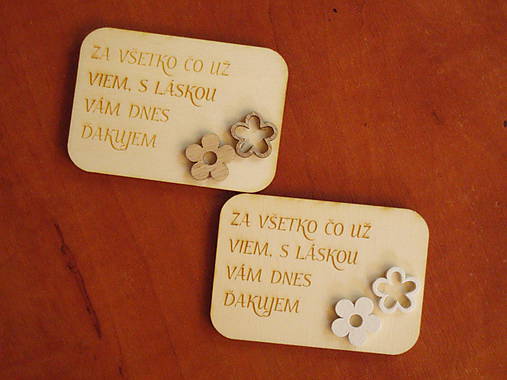 ZA VŠETKO ČO UŽ
VIEM, S LÁSKOU
VÁM DNES
ĎAKUJEM
ZA VŠETKO ČO UŽ
VIEM, S LÁSKOU
VÁM DNES
ĎAKUJEM